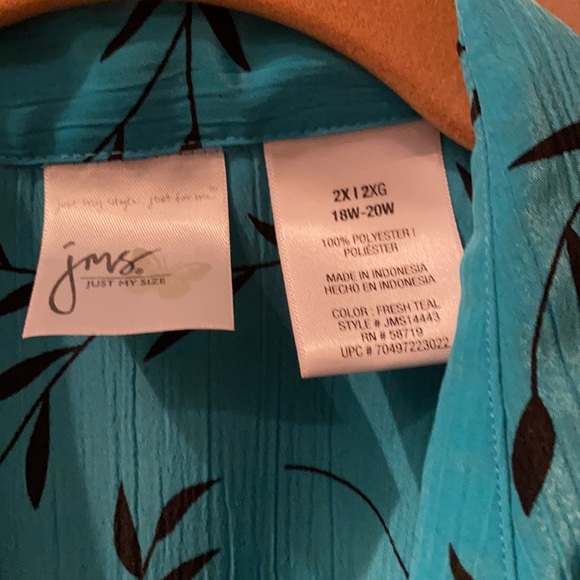 just my style. just for me.™
jms®
JUST MY SIZE
2X | 2XG
18W-20W
100% POLYESTER |
POLIÉSTER
MADE IN INDONESIA
HECHO EN INDONESIA
COLOR : FRESH TEAL
STYLE # JMS14443
RN # 58719
UPC # 70497223022